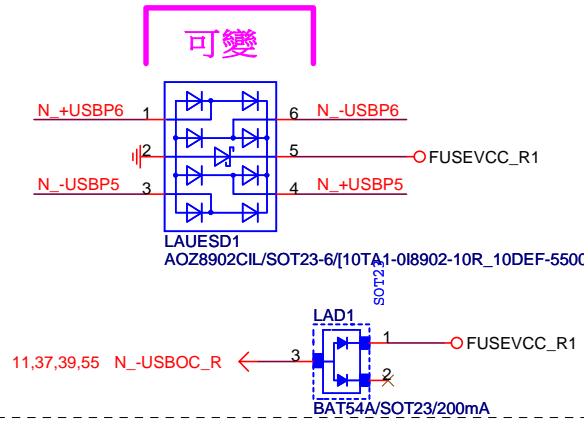 可變
N_+USBP6 1 6 N_-USBP6
2 5 FUSEVCC_R1
N_-USBP5 3 4 N_+USBP5
LAUESD1
AOZ8902CIL/SOT23-6/[10TA1-0I8902-10R_10DEF-5500
SOT23
LAD1
1 FUSEVCC_R1
11,37,39,55 N_-USBOC_R 3
2
BAT54A/SOT23/200mA